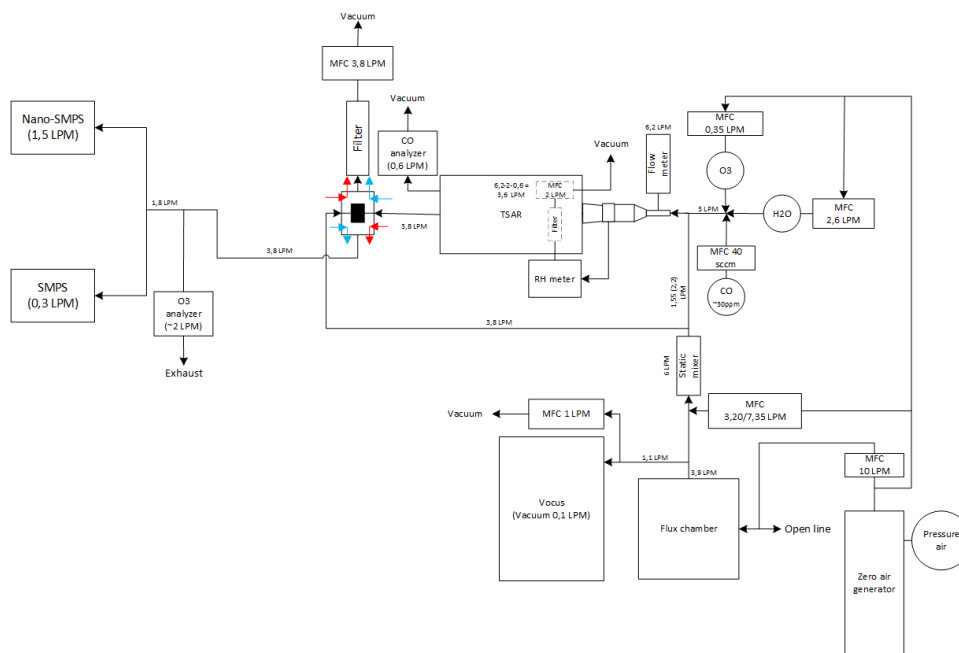 Vacuum
MFC 3,8 LPM
Filter
Vacuum
CO
analyzer
(0,6 LPM)
Nano-SMPS
(1,5 LPM)
1,8 LPM
SMPS
(0,3 LPM)
3,8 LPM
O3
analyzer
(~2 LPM)
Exhaust
3,8 LPM
6,2-2-0,6 =
3,6 LPM
TSAR
MFC
2 LPM
Filter
Vacuum
RH meter
6,2 LPM
Flow
meter
MFC
0,35 LPM
O3
3 LPM
H2O
MFC
2,6 LPM
MFC 40
sccm
CO
~30ppm
1,55 (2,2)
LPM
3,8 LPM
6 LPM
Static
mixer
MFC
3,20/7,35 LPM
Vacuum
MFC 1 LPM
1,1 LPM
3,9 LPM
Vocus
(Vacuum 0,1 LPM)
Flux chamber
Open line
MFC
10 LPM
Pressure
air
Zero air
generator